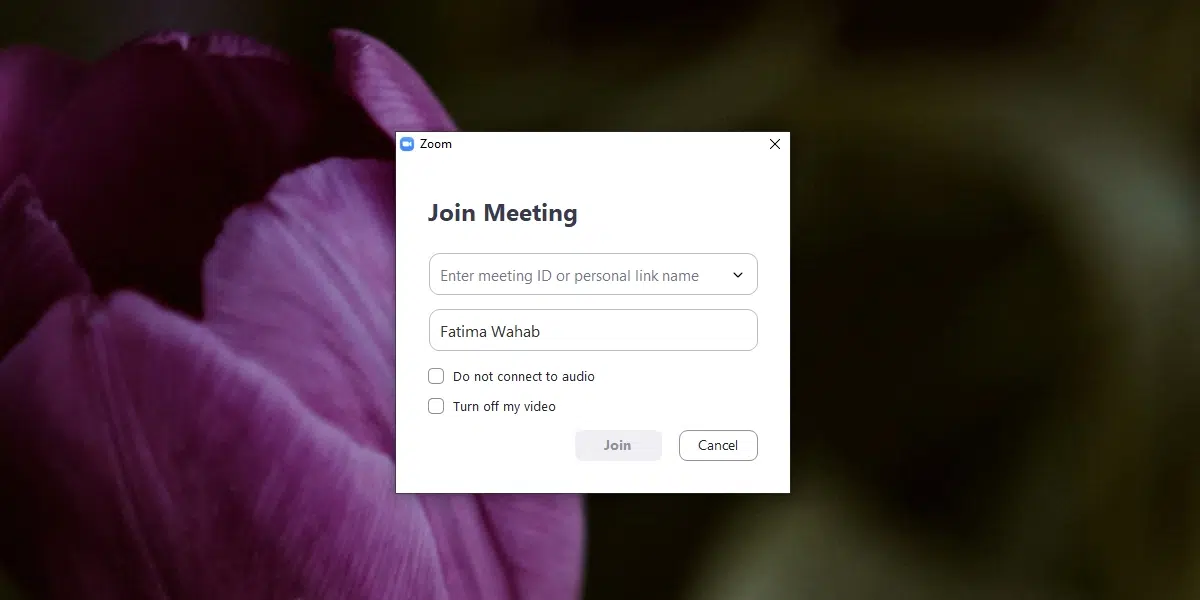 Zoom
Join Meeting
Enter meeting ID or personal link name
Fatima Wahab
Do not connect to audio
Turn off my video
Join
Cancel